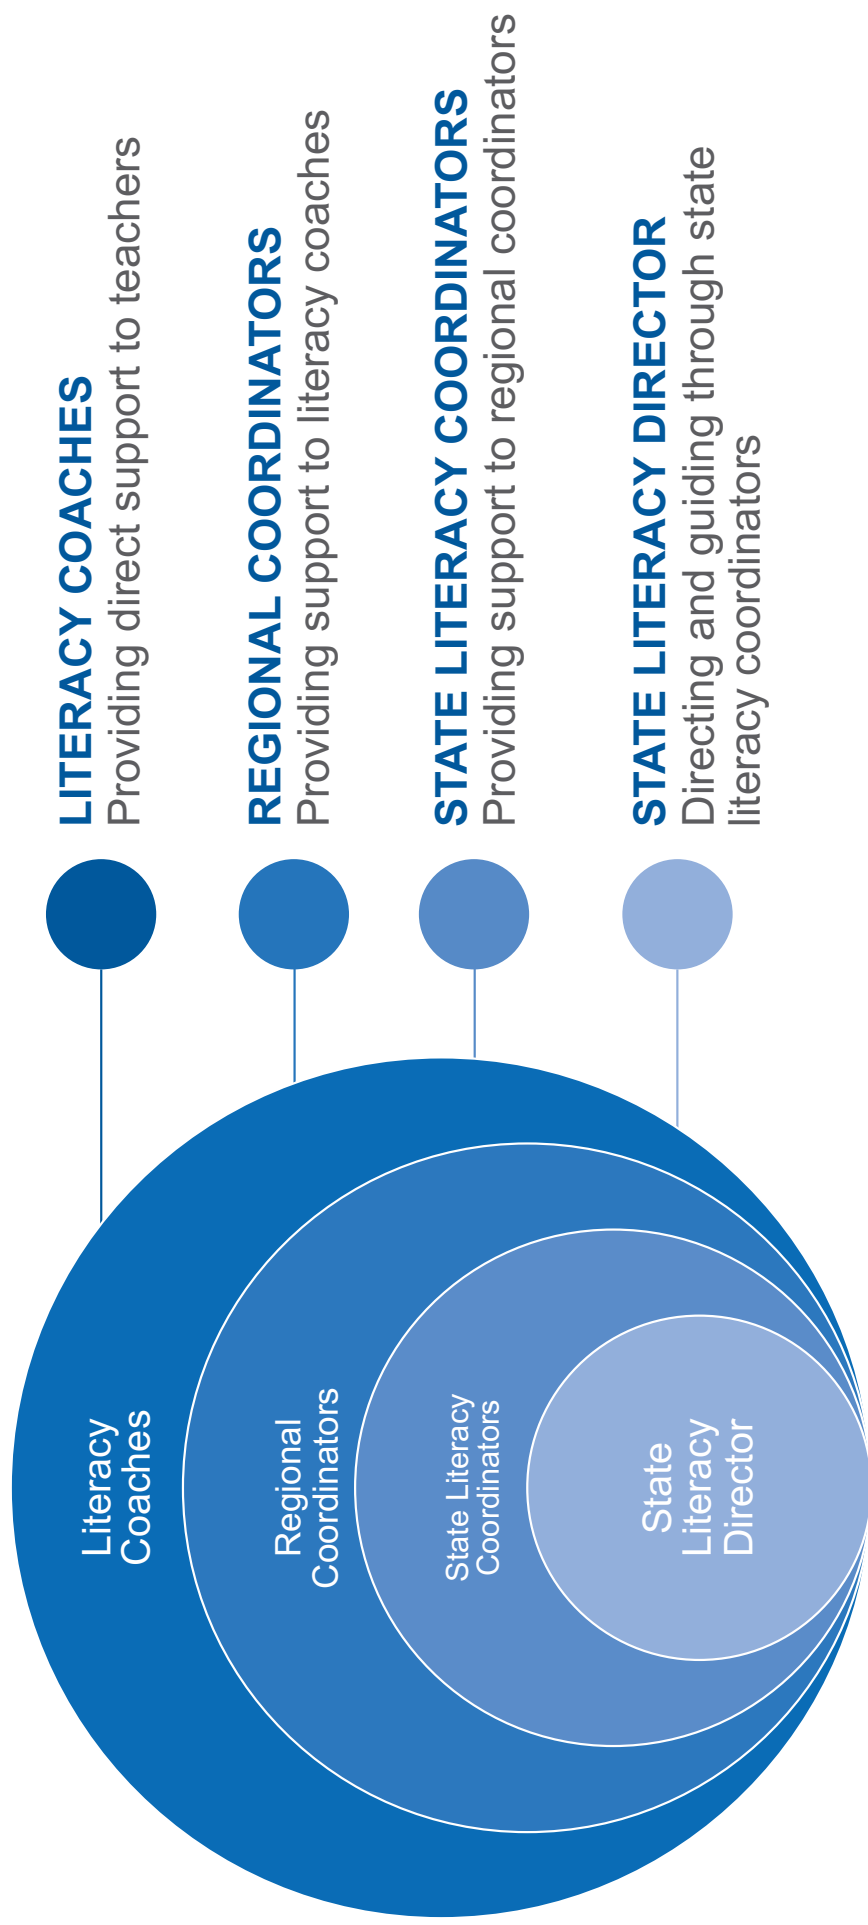 Literacy
Coaches
Regional
Coordinators
State Literacy
Coordinators
State
Literacy
Director
LITERACY COACHES
Providing direct support to teachers
REGIONAL COORDINATORS
Providing support to literacy coaches
STATE LITERACY COORDINATORS
Providing support to regional coordinators
STATE LITERACY DIRECTOR
Directing and guiding through state
literacy coordinators